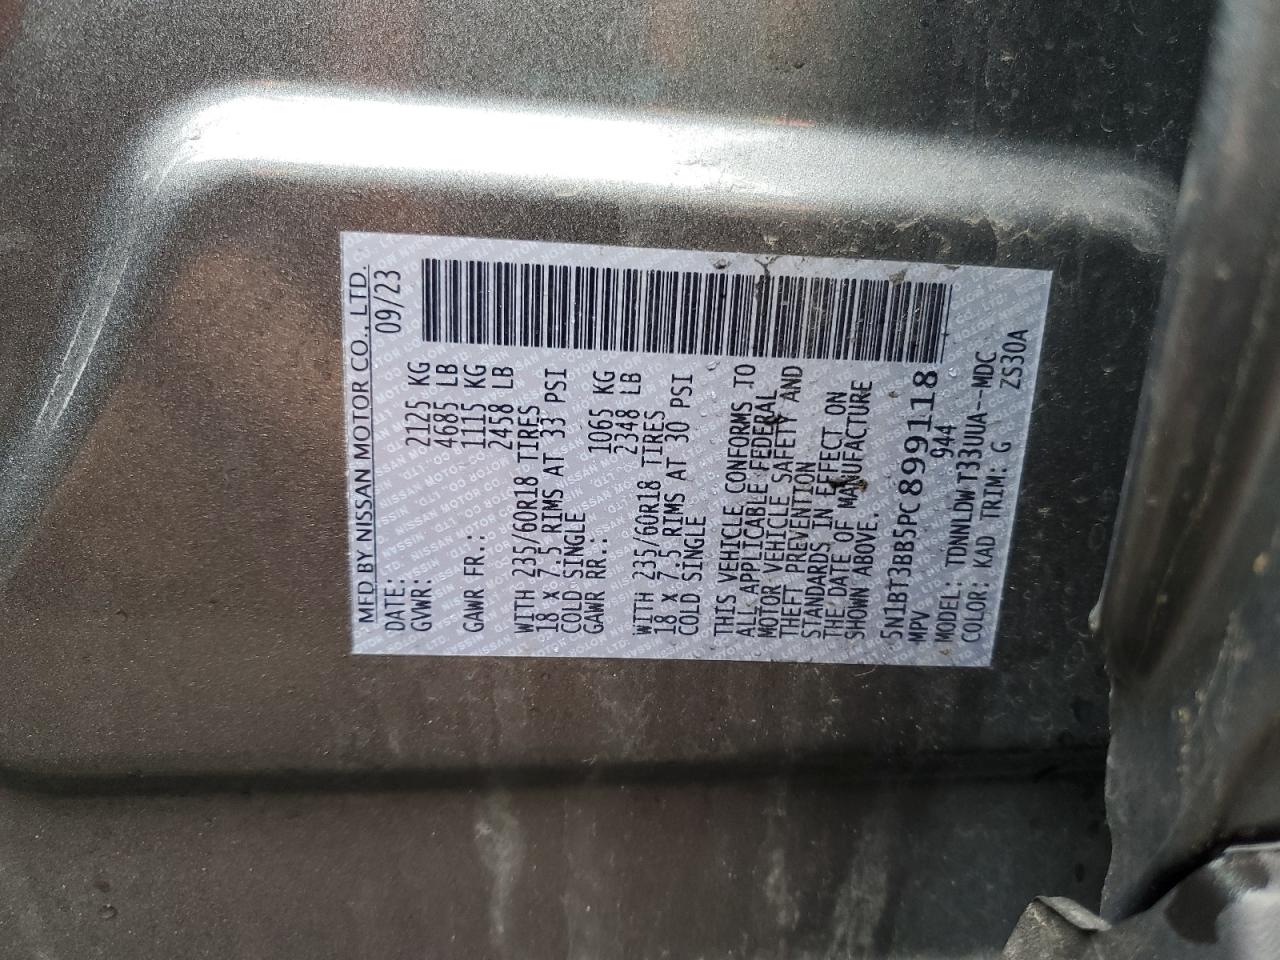 MFD BY NISSAN MOTOR CO., LTD.
DATE: 09/23
GVWR: 2125 KG
4685 LB
GAWR FR.: 1115 KG
2458 LB
WITH 235/60R18 TIRES
18 X 7.5 RIMS AT 33 PSI
COLD SINGLE
GAWR RR.: 1065 KG
2348 LB
WITH 235/60R18 TIRES
18 X 7.5 RIMS AT 30 PSI
COLD SINGLE
THIS VEHICLE CONFORMS TO
ALL APPLICABLE FEDERAL
MOTOR VEHICLE SAFETY AND
THEFT PREVENTION
STANDARDS IN EFFECT ON
THE DATE OF MANUFACTURE
SHOWN ABOVE.
5N1BT3BB5PC899118
MPV 944
MODEL: TDNNLDW T33UUA--MDC
COLOR: KAD TRIM: G ZS30A